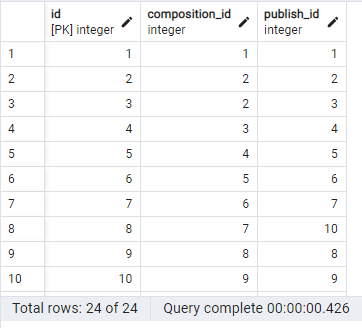 id composition_id publish_id
[PK] integer integer integer
1 1 1 1
2 2 2 2
3 3 2 3
4 4 3 4
5 5 4 5
6 6 5 6
7 7 6 7
8 8 7 10
9 9 8 8
10 10 9 9
Total rows: 24 of 24 Query complete 00:00:00.426